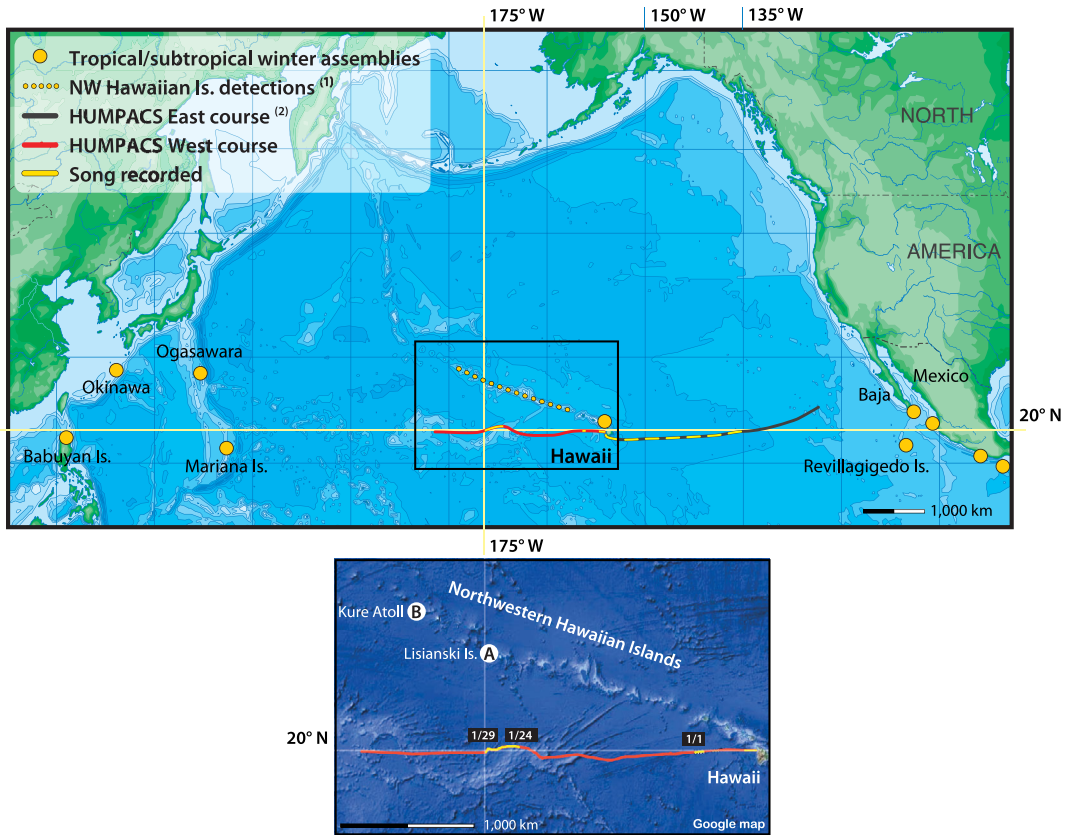 175° W
150° W
135° W
Tropical/subtropical winter assemblies
NW Hawaiian Is. detections (1)
HUMPACS East course (2)
HUMPACS West course
Song recorded
NORTH
AMERICA
Ogasawara
Okinawa
Mexico
Baja
20° N
Babuyan Is.
Mariana Is.
Hawaii
Revillagigedo Is.
1,000 km
175° W
Northwestern Hawaiian Islands
Kure Atoll B
Lisianski Is. A
20° N
1/29
1/24
1/1
Hawaii
1,000 km
Google map